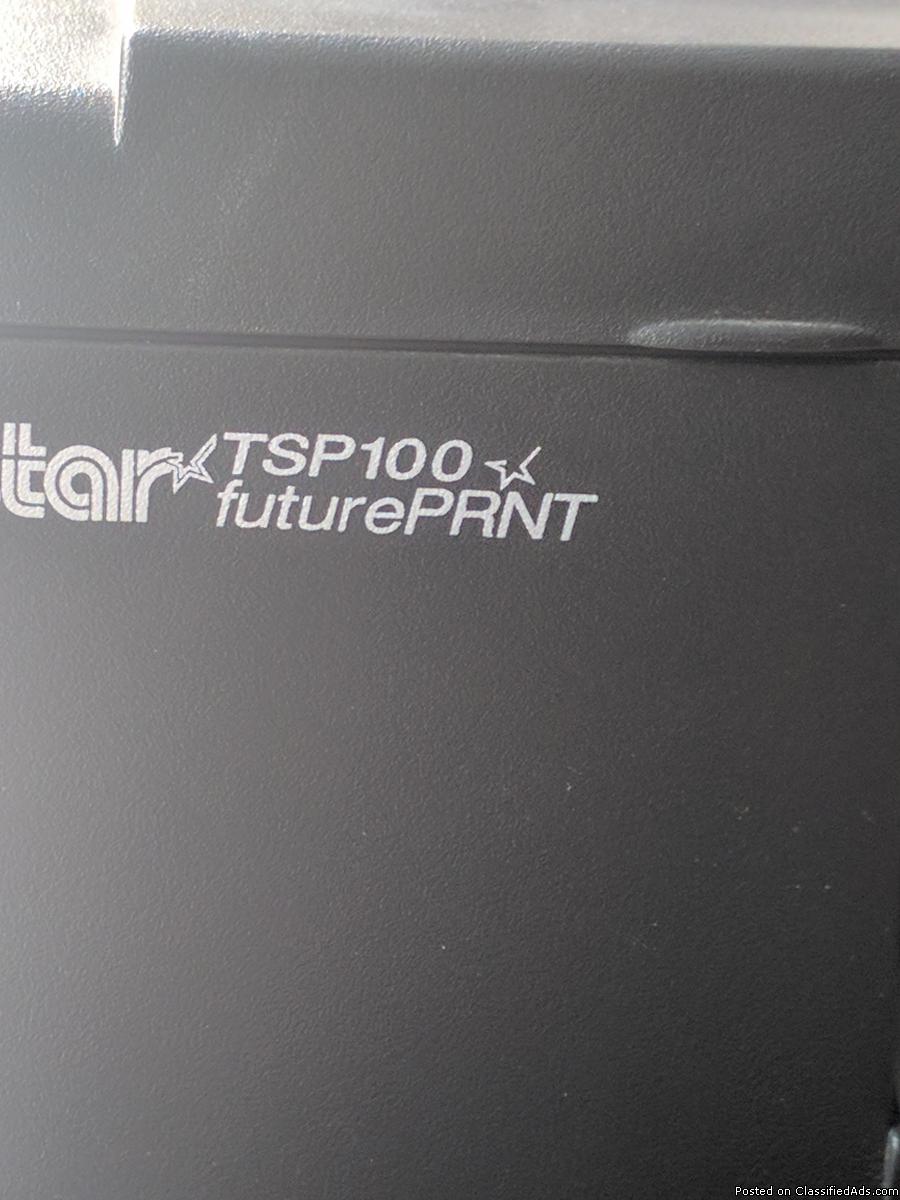 tar TSP100
futurePRNT
Posted on ClassifiedAds.com